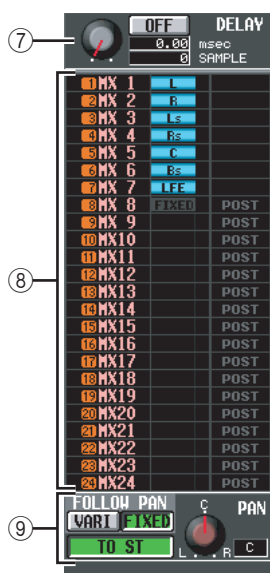 ⑦
OFF DELAY
0.00 msec
0 SAMPLE
⑧
1 MX 1 L
2 MX 2 R
3 MX 3 Ls
4 MX 4 Rs
5 MX 5 C
6 MX 6 Bs
7 MX 7 LFE
8 MX 8 FIXED POST
9 MX 9 POST
10 MX10 POST
11 MX11 POST
12 MX12 POST
13 MX13 POST
14 MX14 POST
15 MX15 POST
16 MX16 POST
17 MX17 POST
18 MX18 POST
19 MX19 POST
20 MX20 POST
21 MX21 POST
22 MX22 POST
23 MX23 POST
24 MX24 POST
⑨
FOLLOW PAN C PAN
VARI FIXED
TO ST L R C